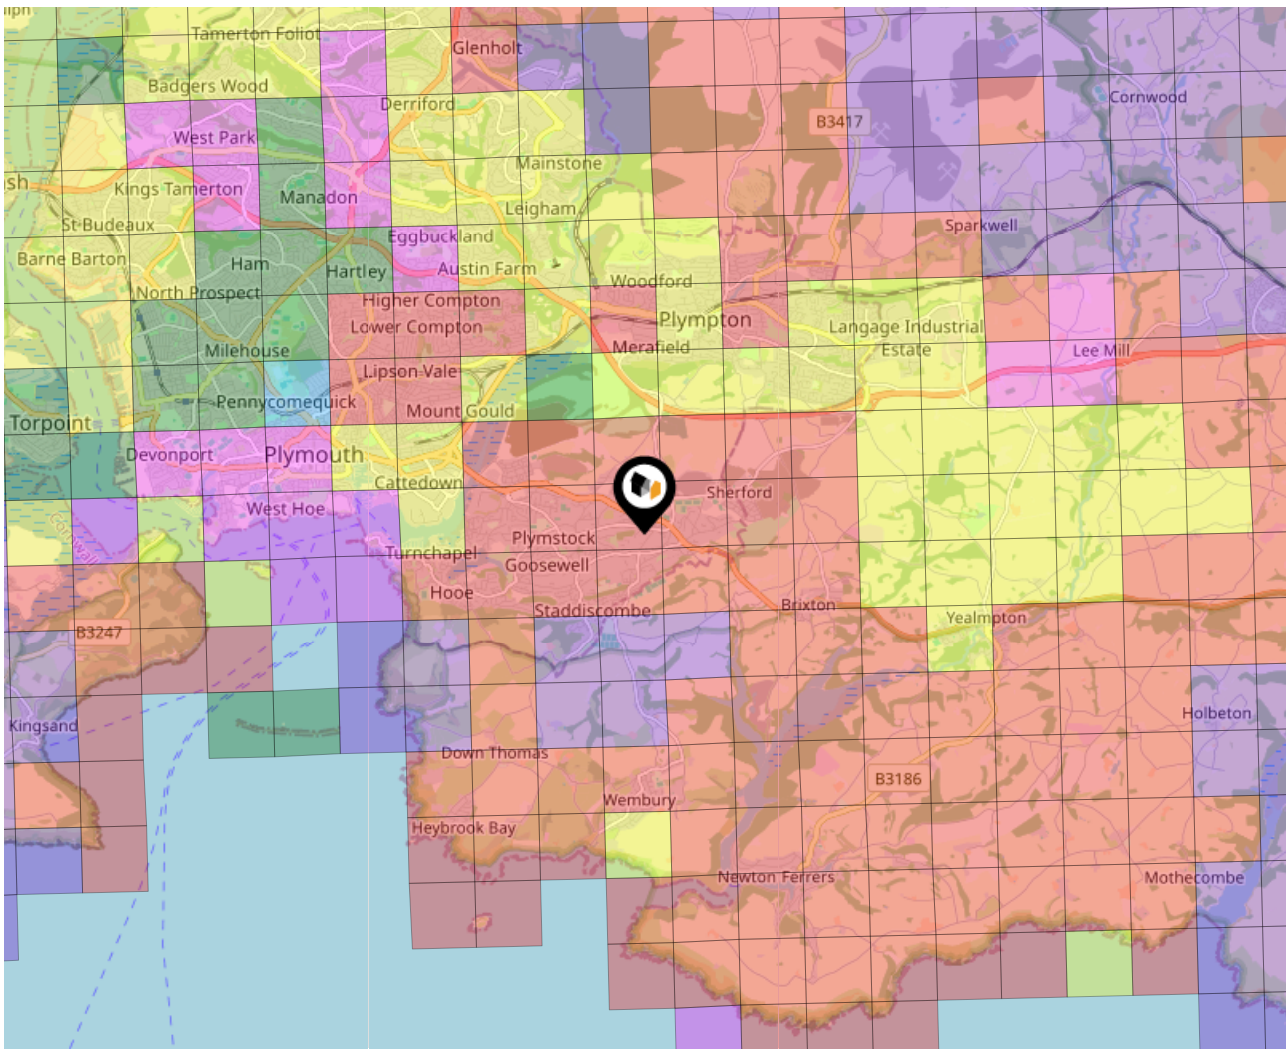 Tamerton Foliot
Glenholt
Badgers Wood
Derriford
Cornwood
B3417
West Park
Mainstone
Kings Tamerton
Manadon
Leigham
St Budeaux
Sparkwell
Eggbuckland
Barne Barton
Ham
Hartley
Austin Farm
Woodford
North Prospect
Higher Compton
Plympton
Lower Compton
Langage Industrial
Estate
Milehouse
Merafield
Lee Mill
Lipson Vale
Pennycomequick
Mount Gould
Torpoint
Devonport
Plymouth
Cattedown
Sherford
West Hoe
Cornwall
Plymstock
Turnchapel
Goosewell
Hooe
Staddiscombe
Brixton
Yealmpton
B3247
Kingsand
Holbeton
Down Thomas
B3186
Wembury
Heybrook Bay
Newton Ferrers
Mothecombe